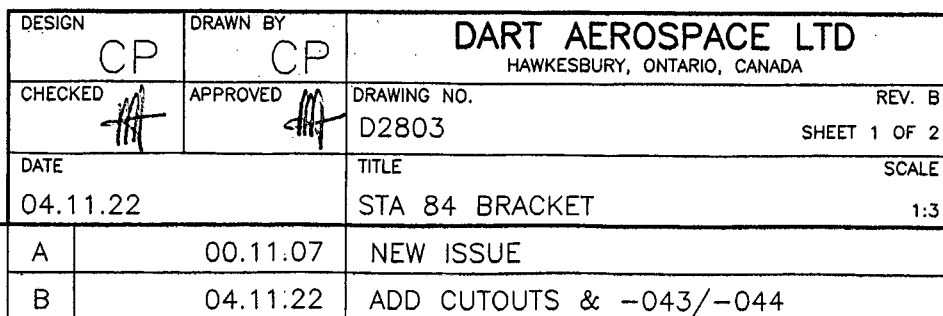 DESIGN
CP
DRAWN BY
CP
DART AEROSPACE LTD
HAWKESBURY, ONTARIO, CANADA
CHECKED
APPROVED
DRAWING NO.
D2803
REV. B
SHEET 1 OF 2
DATE
04.11.22
TITLE
STA 84 BRACKET
SCALE
1:3
A 00.11.07 NEW ISSUE
B 04.11.22 ADD CUTOUTS & -043/-044